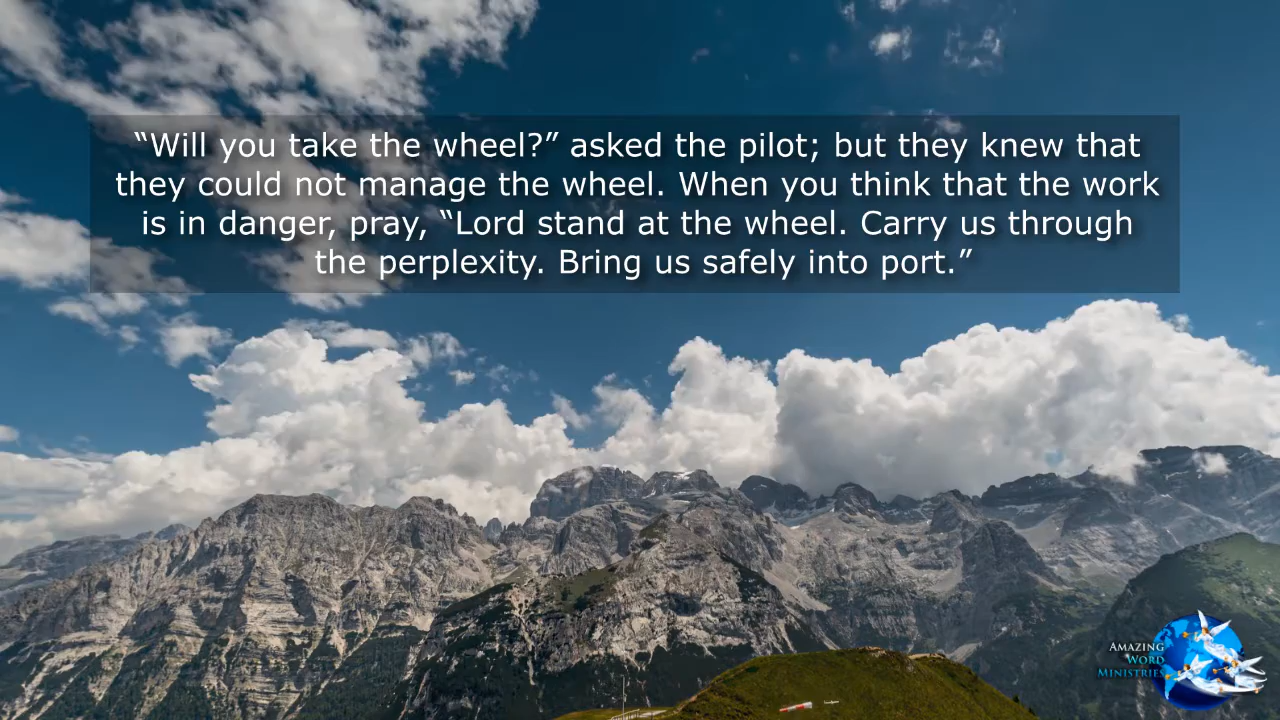 “Will you take the wheel?” asked the pilot; but they knew that
they could not manage the wheel. When you think that the work
is in danger, pray, “Lord stand at the wheel. Carry us through
the perplexity. Bring us safely into port.”
Amazing
Word
Ministries